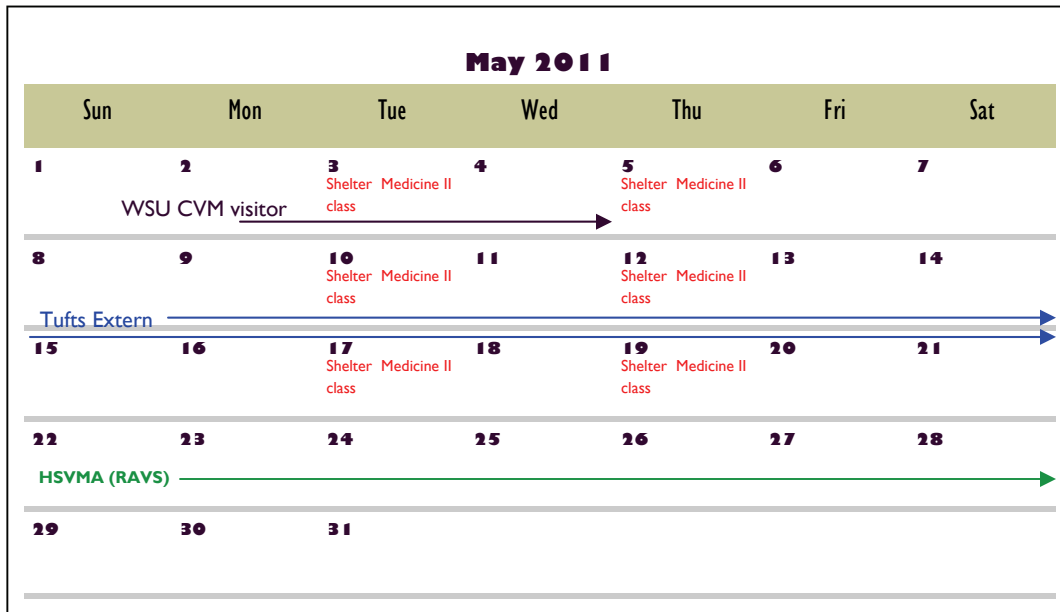 May 2011
Sun Mon Tue Wed Thu Fri Sat
1 2 3 4 5 6 7
Shelter Medicine II class Shelter Medicine II class
WSU CVM visitor
8 9 10 11 12 13 14
Shelter Medicine II class Shelter Medicine II class
Tufts Extern
15 16 17 18 19 20 21
Shelter Medicine II class Shelter Medicine II class
22 23 24 25 26 27 28
HSVMA (RAVS)
29 30 31